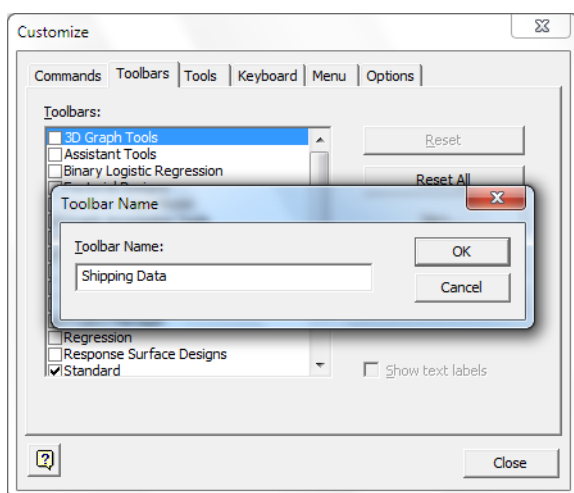 Customize
Commands Toolbars Tools Keyboard Menu Options
Toolbars:
3D Graph Tools
Assistant Tools
Binary Logistic Regression
Reset
Reset All
Toolbar Name
Toolbar Name:
Shipping Data
OK
Cancel
Regression
Response Surface Designs
Standard
Show text labels
Close